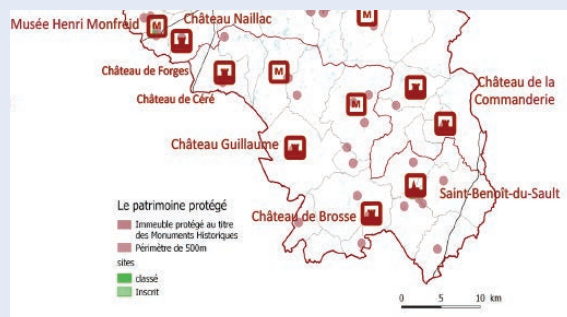 Musée Henri Monfreid
Château Naillac
M
M
Château de Forges
M
Château de la
Commanderie
Château de Céré
M
Château Guillaume
Saint-Benoît-du-Sault
Château de Brosse
Le patrimoine protégé
Immeuble protégé au titre
des Monuments Historiques
Périmètre de 500m
sites
classé
Inscrit
0 5 10 km